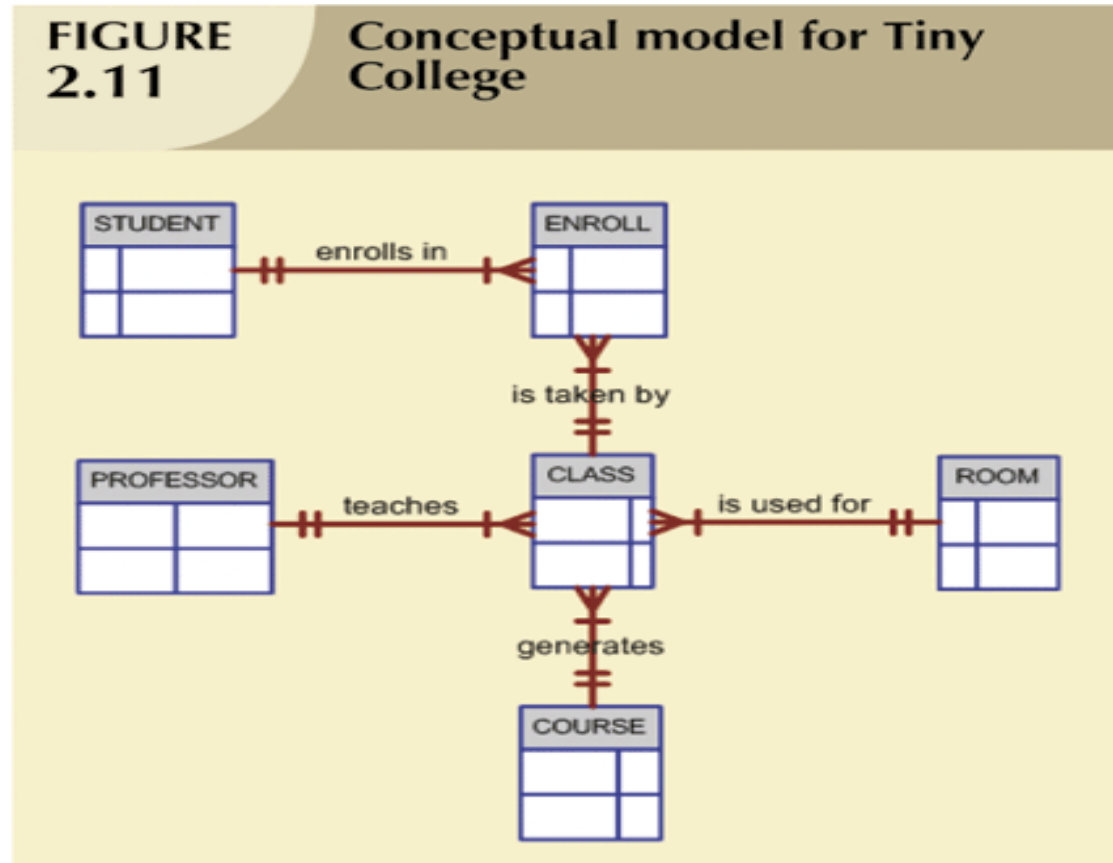 FIGURE
2.11
Conceptual model for Tiny
College
STUDENT
enrolls in
ENROLL
is taken by
PROFESSOR
teaches
CLASS
is used for
ROOM
generates
COURSE